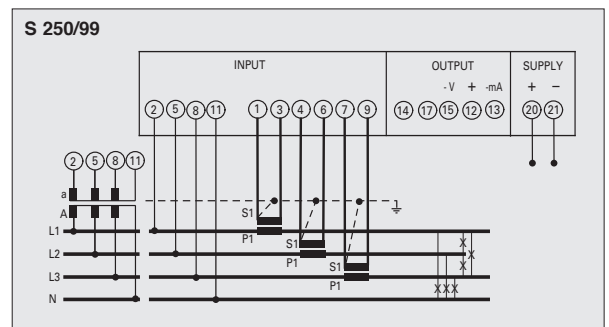 S 250/99
INPUT OUTPUT SUPPLY
- V + -mA + –
2 5 8 11 1 3 4 6 7 9 14 17 15 12 13 20 21
2 5 8 11
a
A
S1
L1
P1
S1
L2
P1
S1
L3
P1
N